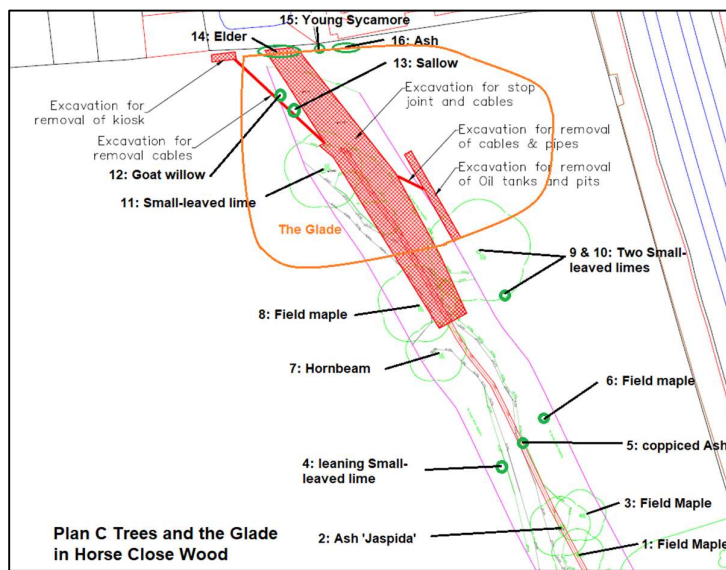 15: Young Sycamore
14: Elder
16: Ash
13: Sallow
Excavation for
removal of kiosk
Excavation for stop
joint and cables
Excavation for
removal cables
Excavation for removal
of cables & pipes
12: Goat willow
Excavation for removal
of Oil tanks and pits
11: Small-leaved lime
The Glade
9 & 10: Two Small-
leaved limes
8: Field maple
7: Hornbeam
6: Field maple
5: coppiced Ash
4: leaning Small-
leaved lime
3: Field Maple
2: Ash 'Jaspida'
1: Field Maple
Plan C Trees and the Glade
in Horse Close Wood